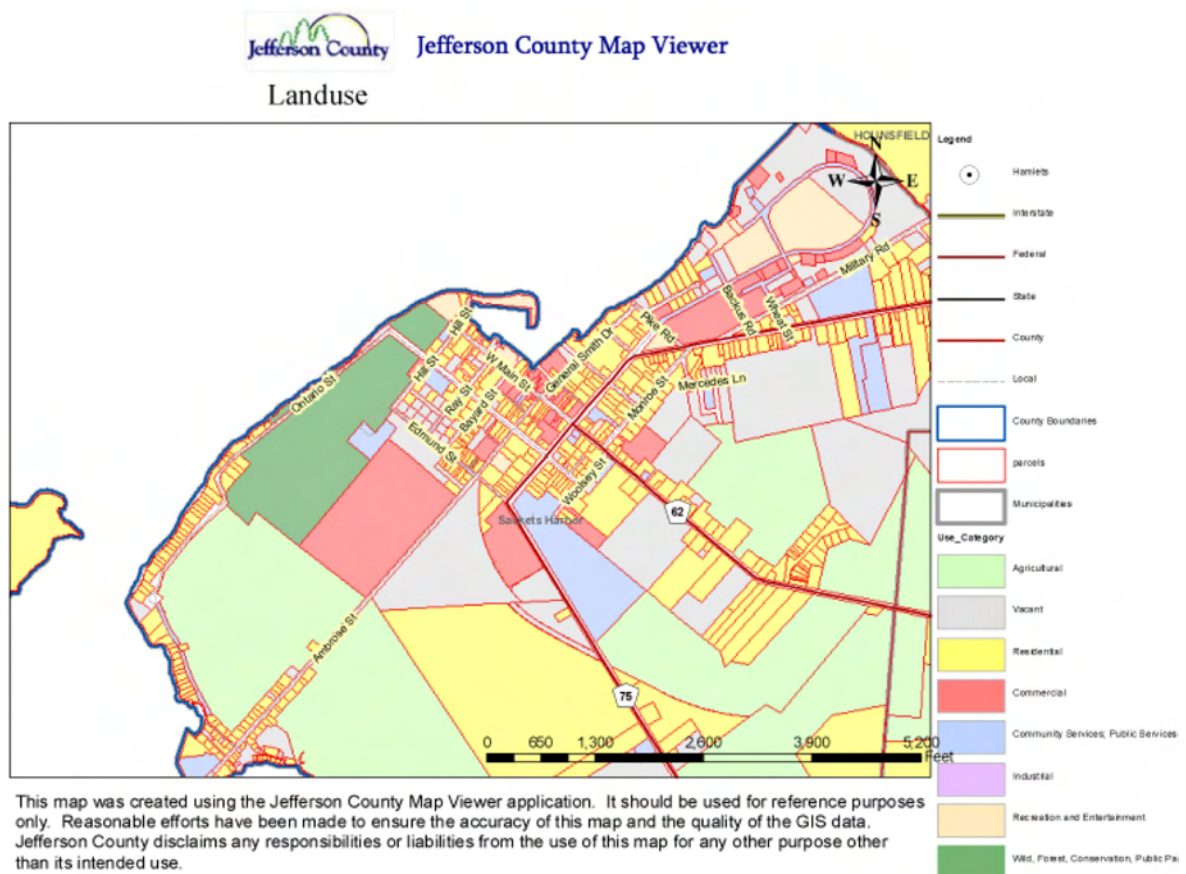 Jefferson County
Jefferson County Map Viewer
Landuse
HOUNSFIELD
N
W E
S
Military Rd
Backus Rd
Wheat St
Pike Rd
General Smith Dr
Mercedes Ln
Monroe St
Hill St
W Main St
Hill St
Ray St
Bayard St
Ontario St
Edmund St
Woolsey St
Sackets Harbor
62
Ambrose St
75
0 650 1,300 2,600 3,900 5,200
Feet
Legend
Hamlets
Interstate
Federal
State
County
Local
County Boundaries
parcels
Municipalities
Use_Category
Agricultural
Vacant
Residential
Commercial
Community Services, Public Services
Industrial
Recreation and Entertainment
Wild, Forest, Conservation, Public Pa
This map was created using the Jefferson County Map Viewer application. It should be used for reference purposes
only. Reasonable efforts have been made to ensure the accuracy of this map and the quality of the GIS data.
Jefferson County disclaims any responsibilities or liabilities from the use of this map for any other purpose other
than its intended use.